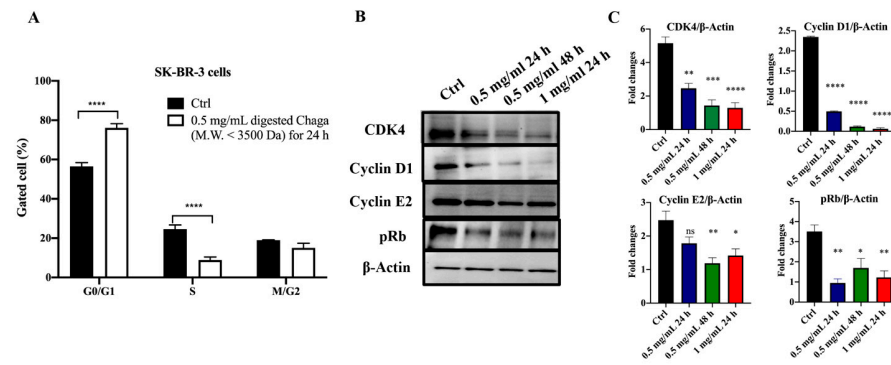 A
SK-BR-3 cells
Ctrl
0.5 mg/mL digested Chaga
(M.W. < 3500 Da) for 24 h
Gated cell (%)
100
80
60
40
20
0
****
****
G0/G1
S
M/G2
B
Ctrl
0.5 mg/ml 24 h
0.5 mg/ml 48 h
1 mg/ml 24 h
CDK4
Cyclin D1
Cyclin E2
pRb
β-Actin
C
CDK4/β-Actin
Fold changes
6
4
2
0
**
***
****
Ctrl
0.5 mg/mL 24 h
0.5 mg/mL 48 h
1 mg/mL 24 h
Cyclin D1/β-Actin
Fold changes
2.5
2.0
1.5
1.0
0.5
0.0
****
****
****
Ctrl
0.5 mg/mL 24 h
0.5 mg/mL 48 h
1 mg/mL 24 h
Cyclin E2/β-Actin
Fold changes
3
2
1
0
ns
**
*
Ctrl
0.5 mg/mL 24 h
0.5 mg/mL 48 h
1 mg/mL 24 h
pRb/β-Actin
Fold changes
5
4
3
2
1
0
**
*
**
Ctrl
0.5 mg/mL 24 h
0.5 mg/mL 48 h
1 mg/mL 24 h